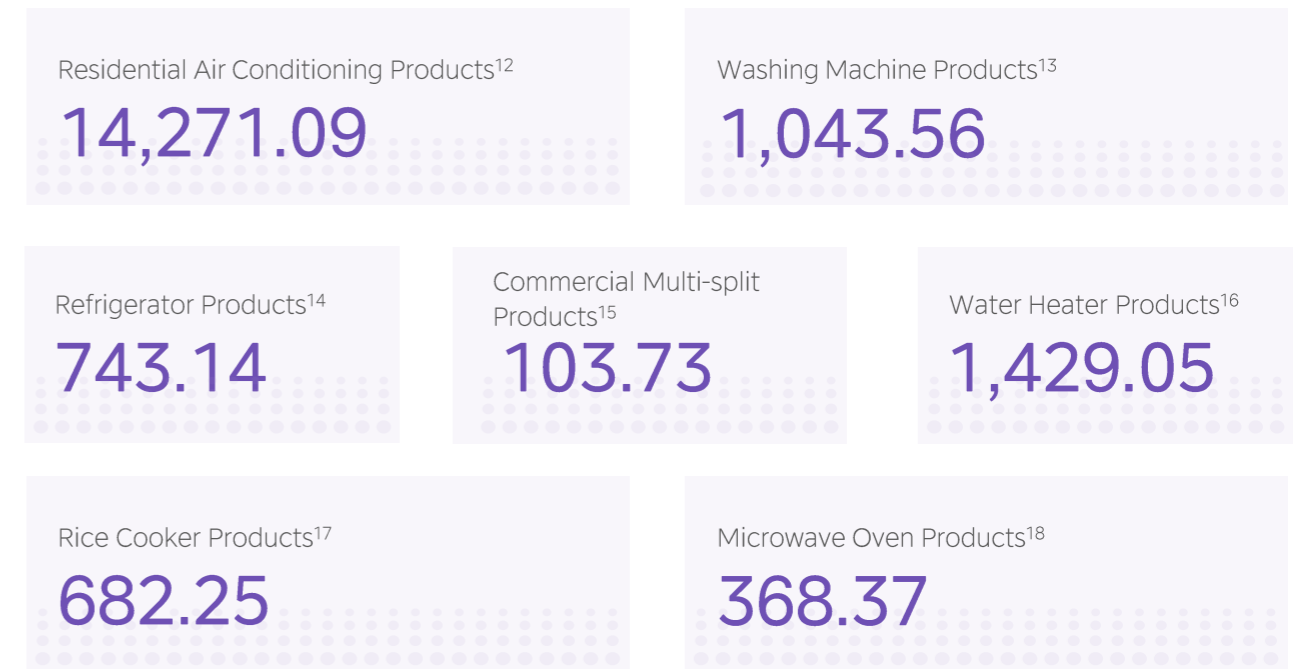 Residential Air Conditioning Products¹²
14,271.09
Washing Machine Products¹³
1,043.56
Refrigerator Products¹⁴
743.14
Commercial Multi-split
Products¹⁵
103.73
Water Heater Products¹⁶
1,429.05
Rice Cooker Products¹⁷
682.25
Microwave Oven Products¹⁸
368.37